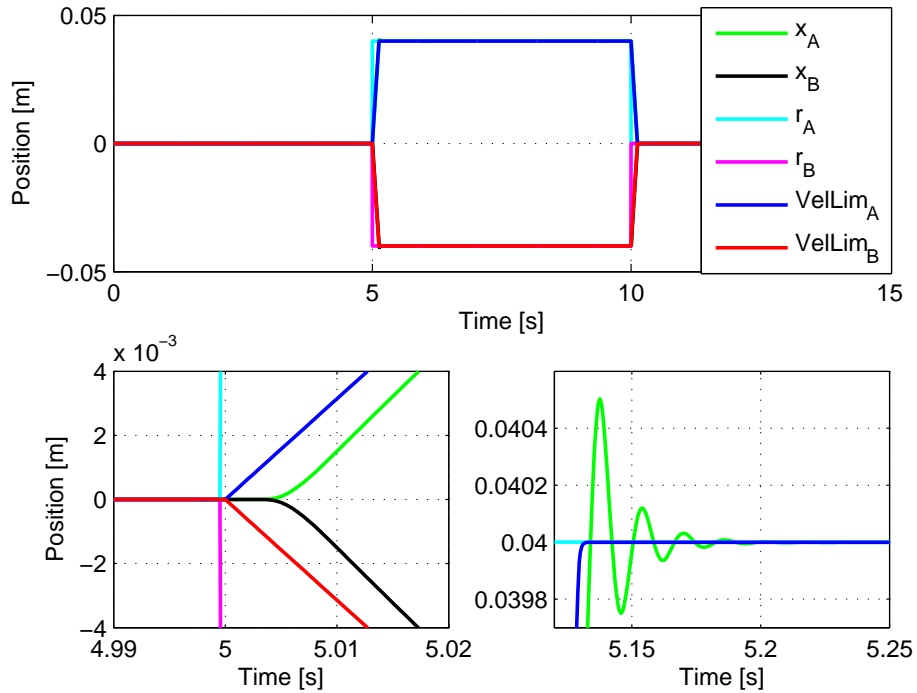 0.05
0
−0.05
Position [m]
0 5 10 15
Time [s]
x_A
x_B
r_A
r_B
VelLim_A
VelLim_B
x 10^−3
4
2
0
−2
−4
Position [m]
4.99 5 5.01 5.02
Time [s]
0.0404
0.0402
0.04
0.0398
5.15 5.2 5.25
Time [s]